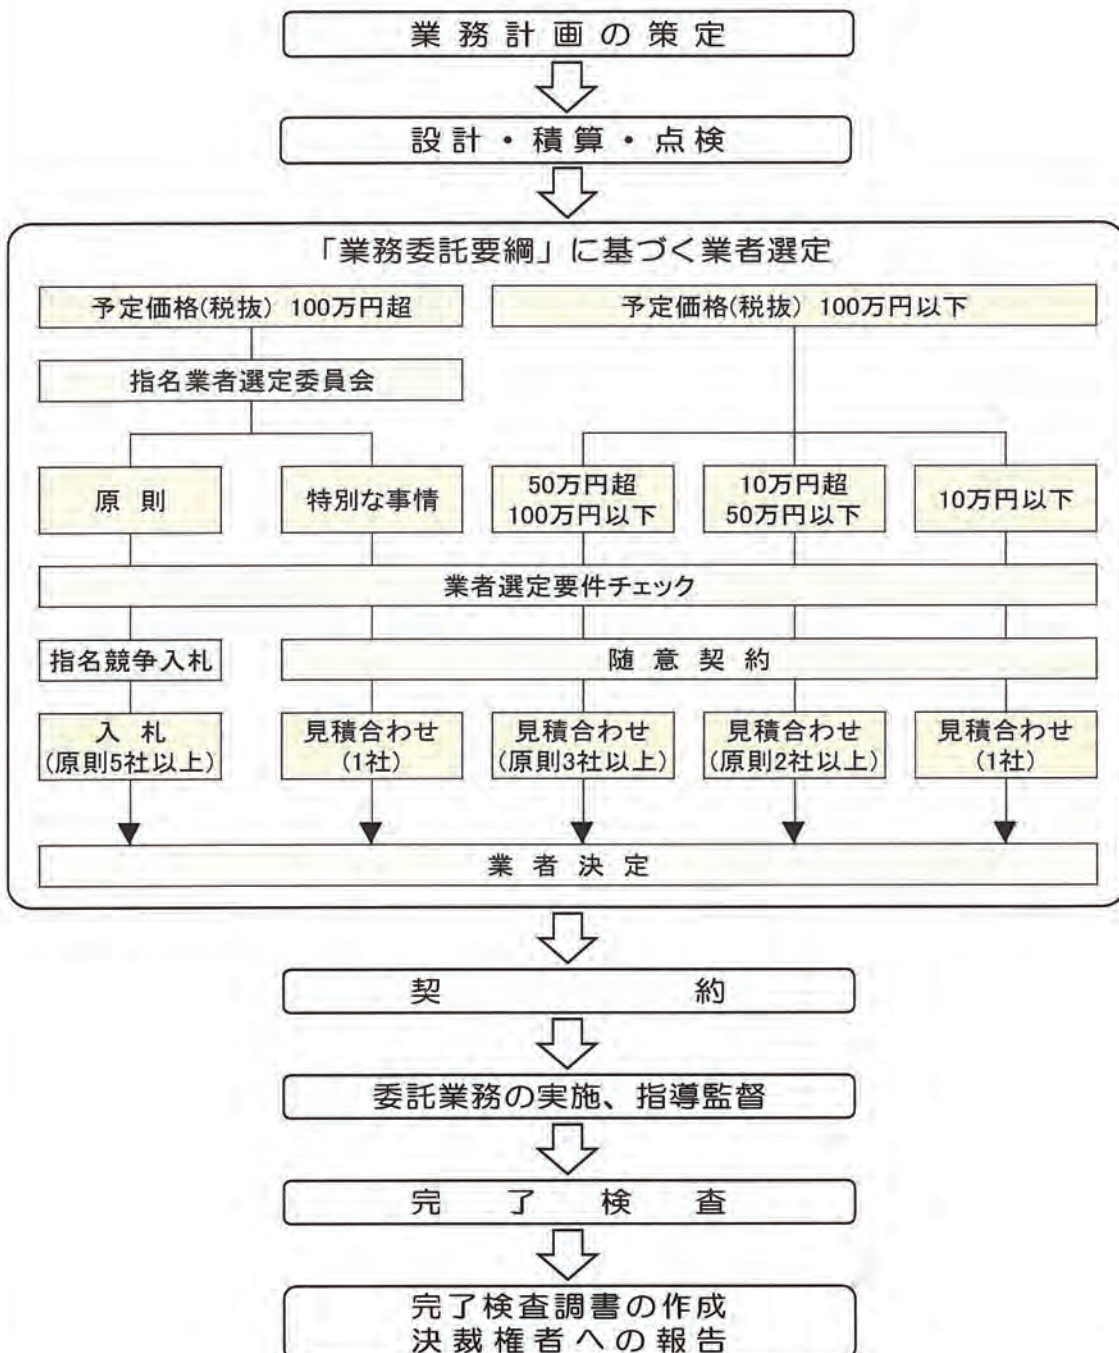 業務計画の策定
設計・積算・点検
「業務委託要綱」に基づく業者選定
予定価格(税抜) 100万円超
予定価格(税抜) 100万円以下
指名業者選定委員会
原則
特別な事情
50万円超
100万円以下
10万円超
50万円以下
10万円以下
業者選定要件チェック
指名競争入札
随意契約
入札
(原則5社以上)
見積合わせ
(1社)
見積合わせ
(原則3社以上)
見積合わせ
(原則2社以上)
見積合わせ
(1社)
業者決定
契約
委託業務の実施、指導監督
完了検査
完了検査調書の作成
決裁権者への報告